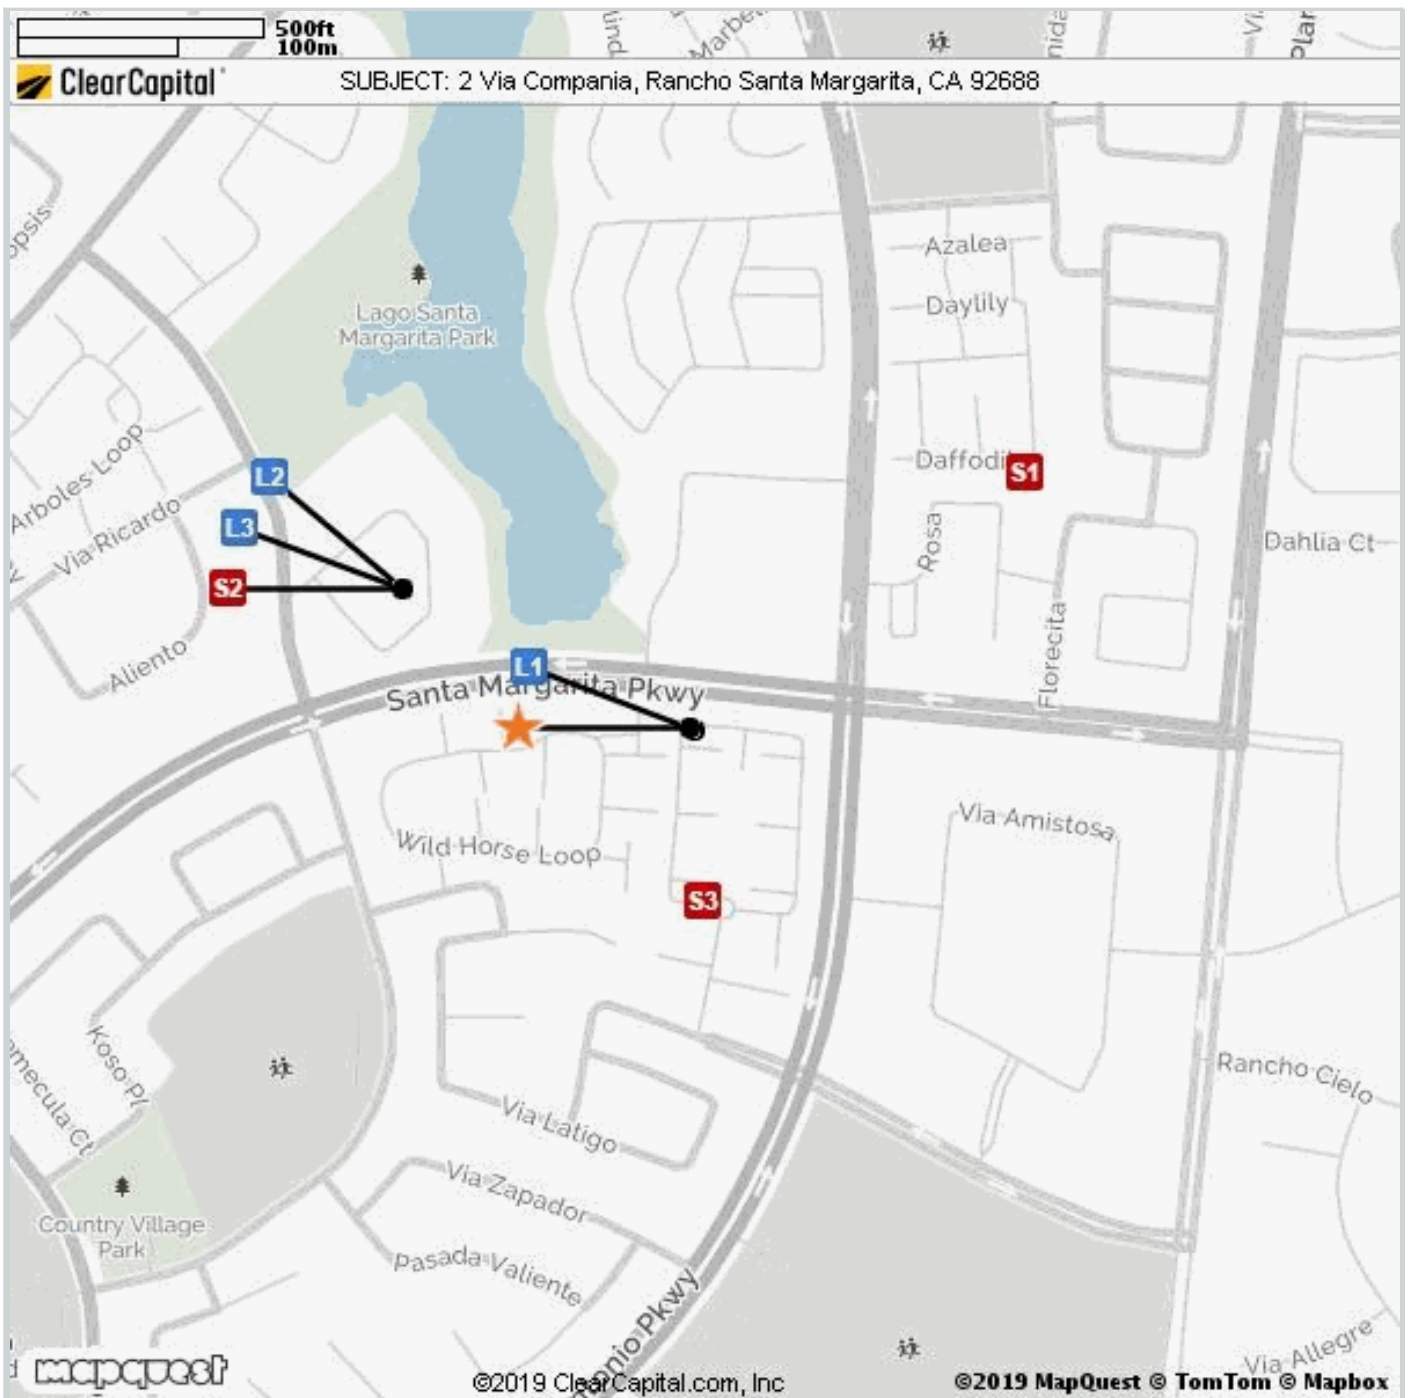 500ft
100m
ClearCapital
SUBJECT: 2 Via Compania, Rancho Santa Margarita, CA 92688
Azalea
Daylily
Lago Santa
Margarita Park
Arboles Loop
Via Ricardo
L2
L3
S2
Daffodil
S1
Rosa
Dahlia Ct
Aliento
L1
Santa Margarita Pkwy
Florecita
Via Amistosa
Wild Horse Loop
S3
Koso Pl
Rancho Cielo
Via Latigo
Via Zapador
Country Village
Park
Pasada Valiente
Via Allegre
mapquest
©2019 ClearCapital.com, Inc
©2019 MapQuest © TomTom © Mapbox